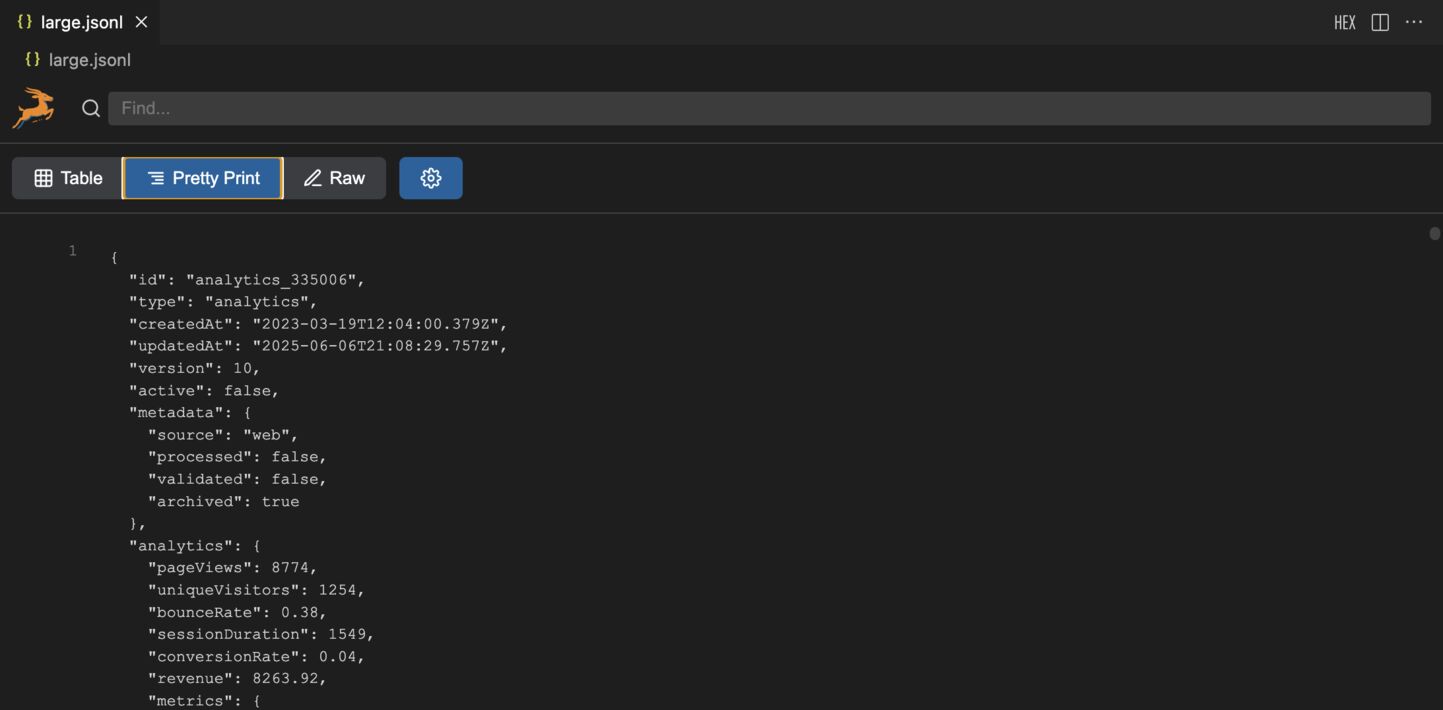 {} large.jsonl
HEX
{} large.jsonl
Find...
Table
Pretty Print
Raw
1
{
  "id": "analytics_335006",
  "type": "analytics",
  "createdAt": "2023-03-19T12:04:00.379Z",
  "updatedAt": "2025-06-06T21:08:29.757Z",
  "version": 10,
  "active": false,
  "metadata": {
    "source": "web",
    "processed": false,
    "validated": false,
    "archived": true
  },
  "analytics": {
    "pageViews": 8774,
    "uniqueVisitors": 1254,
    "bounceRate": 0.38,
    "sessionDuration": 1549,
    "conversionRate": 0.04,
    "revenue": 8263.92,
    "metrics": {